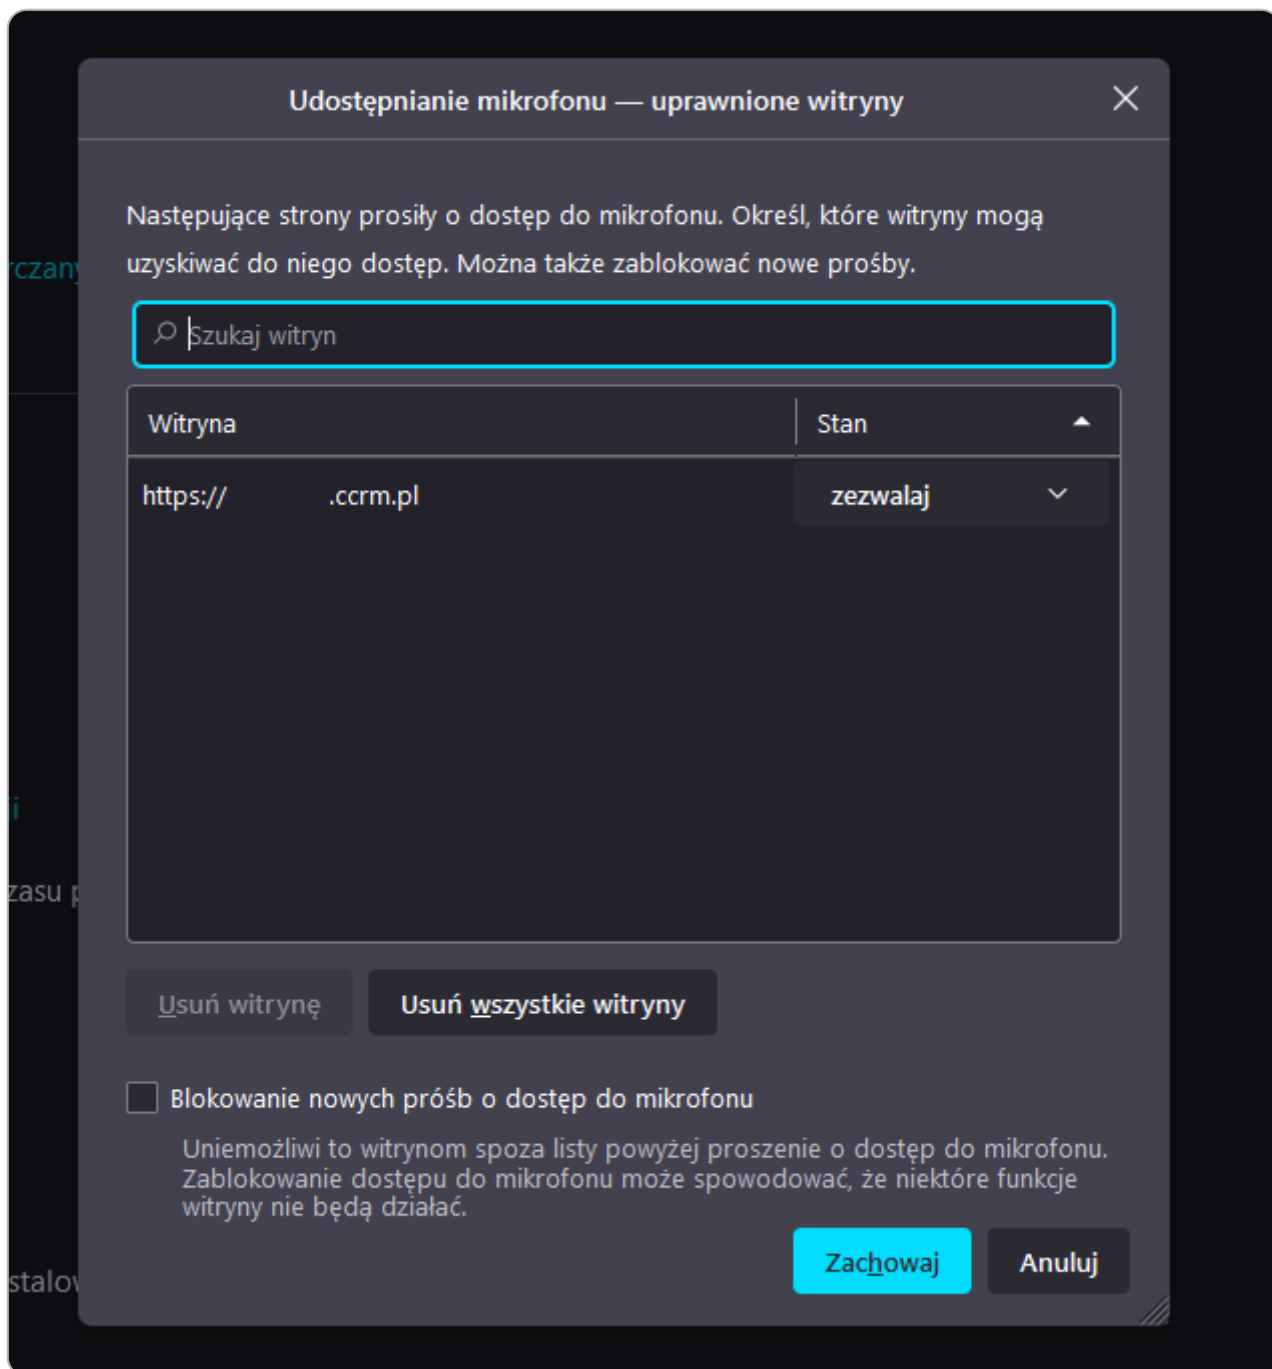 Udostępnianie mikrofonu — uprawnione witryny
Następujące strony prosiły o dostęp do mikrofonu. Określ, które witryny mogą
uzyskiwać do niego dostęp. Można także zablokować nowe prośby.
Szukaj witryn
Witryna Stan
https:// .ccrm.pl zezwalaj
Usuń witrynę Usuń wszystkie witryny
Blokowanie nowych próśb o dostęp do mikrofonu
Uniemożliwi to witrynom spoza listy powyżej proszenie o dostęp do mikrofonu.
Zablokowanie dostępu do mikrofonu może spowodować, że niektóre funkcje
witryny nie będą działać.
Zachowaj Anuluj